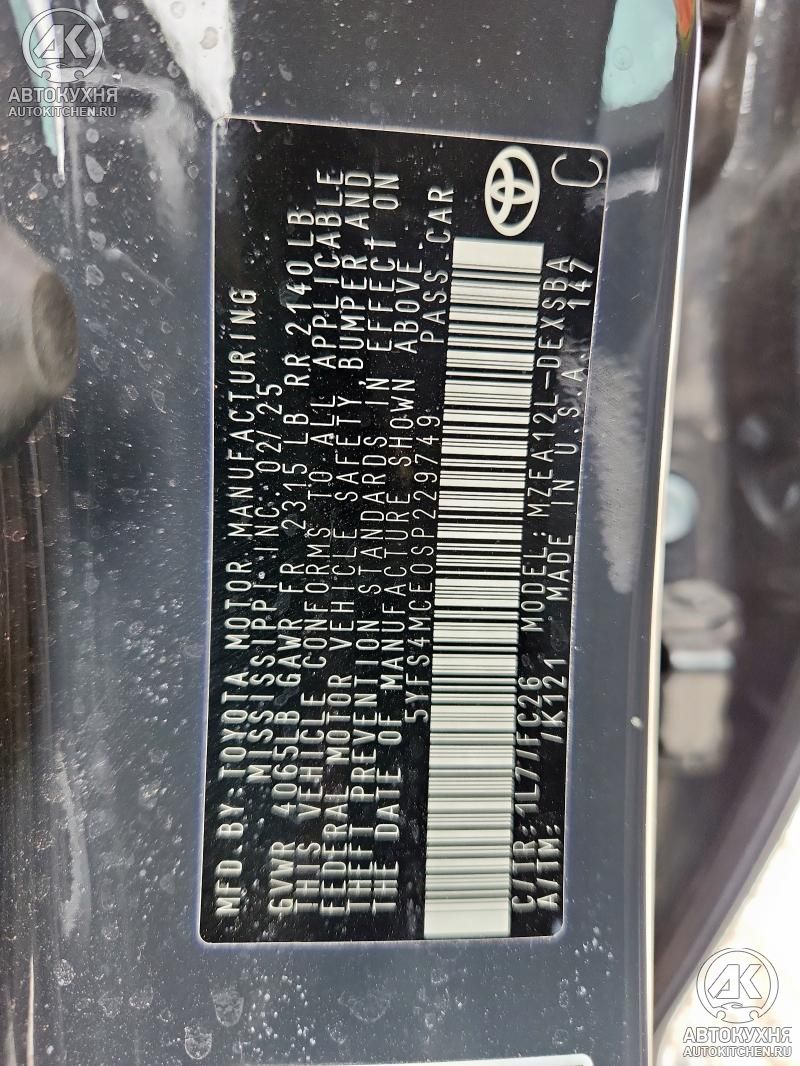 АК
АВТОКУХНЯ
AUTOKITCHEN.RU
MFD.BY:TOYOTA MOTOR MANUFACTURING
MISSISSIPPI,INC. 02/25
GVWR 4065LB GAWR FR 2315 LB RR 2140LB
THIS VEHICLE CONFORMS TO ALL APPLICABLE
FEDERAL MOTOR VEHICLE SAFETY,BUMPER AND
THEFT PREVENTION STANDARDS IN EFFECT ON
THE DATE OF MANUFACTURE SHOWN ABOVE.
5YFS4MCE0SP229749 PASS.CAR
C/TR:1L7/FC26 MODEL:MZEA12L-DEXSBA
A/TM: /K121 MADE IN U.S.A. 147
C
АК
АВТОКУХНЯ
AUTOKITCHEN.RU